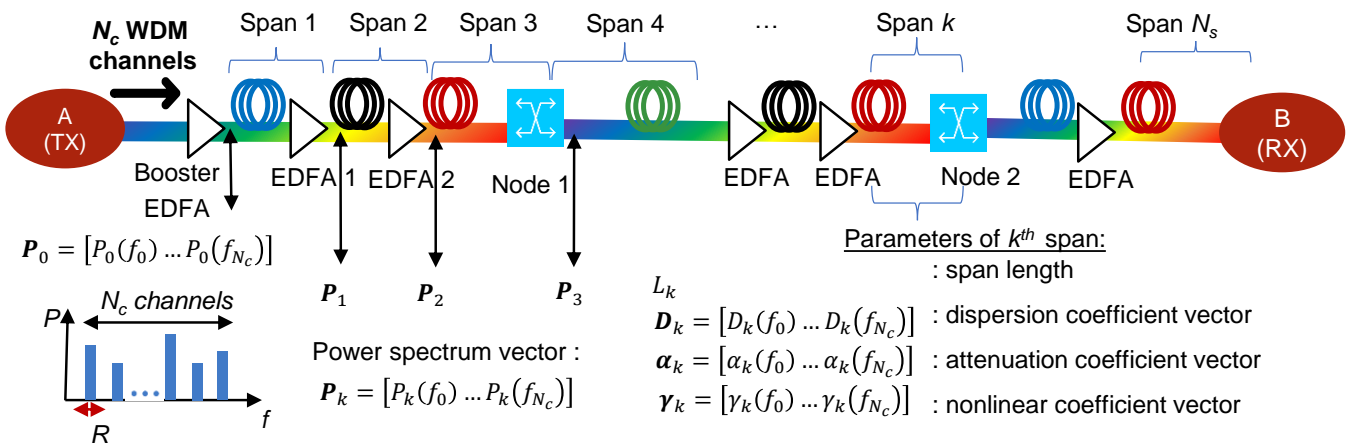 N_c WDM
channels
Span 1
Span 2
Span 3
Span 4
...
Span k
Span N_s
A
(TX)
B
(RX)
Booster
EDFA
EDFA 1
EDFA 2
Node 1
EDFA
EDFA
Node 2
EDFA
P_0 = [P_0(f_0) … P_0(f_{N_c})]
P_1
P_2
P_3
N_c channels
P
f
R
Power spectrum vector :
P_k = [P_k(f_0) … P_k(f_{N_c})]
Parameters of k^{th} span:
L_k : span length
D_k = [D_k(f_0) … D_k(f_{N_c})] : dispersion coefficient vector
α_k = [α_k(f_0) … α_k(f_{N_c})] : attenuation coefficient vector
γ_k = [γ_k(f_0) … γ_k(f_{N_c})] : nonlinear coefficient vector